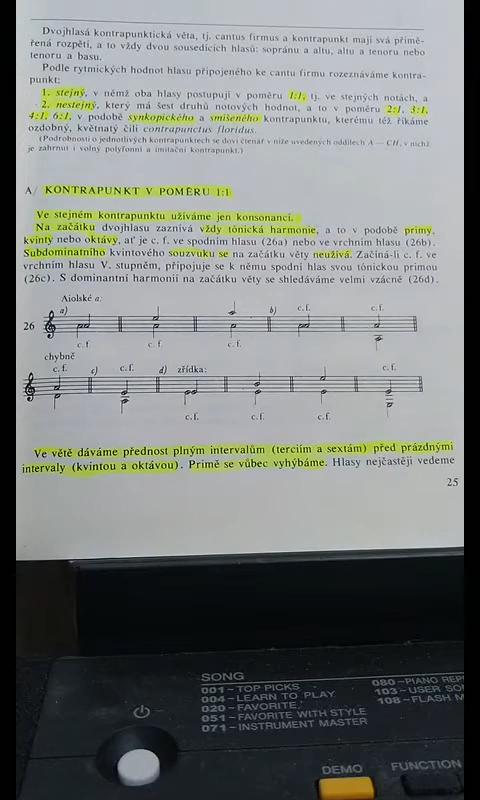 Dvojhlasá kontrapunktická věta, tj. cantus firmus a kontrapunkt mají svá přimě-
řená rozpětí, a to vždy dvou sousedících hlasů: sopránu a altu, altu a tenoru nebo
tenoru a basu.
Podle rytmických hodnot hlasu připojeného ke cantu firmu rozeznáváme kontra-
punkt:
1. stejný, v němž oba hlasy postupují v poměru 1:1, tj. ve stejných notách, a
2. nestejný, který má šest druhů notových hodnot, a to v poměru 2:1, 3:1,
4:1, 6:1, v podobě synkopického a smíšeného kontrapunktu, kterému též říkáme
ozdobný, květnatý čili contrapunctus floridus.
(Podrobnosti o jednotlivých kontrapunktech se doví čtenář v níže uvedených oddílech A — CH, v nichž
je zahrnut i volný polyfonní a imitační kontrapunkt.)
A/ KONTRAPUNKT V POMĚRU 1:1
Ve stejném kontrapunktu užíváme jen konsonancí.
Na začátku dvojhlasu zaznívá vždy tónická harmonie, a to v podobě primy,
kvinty nebo oktávy, ať je c. f. ve spodním hlasu (26a) nebo ve vrchním hlasu (26b).
Subdominatního kvintového souzvuku se na začátku věty neužívá. Začíná-li c. f. ve
vrchním hlasu V. stupněm, připojuje se k němu spodní hlas svou tónickou primou
(26c). S dominantní harmonií na začátku věty se shledáváme velmi vzácně (26d).
Aiolské a:
a) b) c. f. c. f.
26
c. f. c. f. c. f.
chybně
c. f. c) c. f. d) zřídka: c. f.
c. f. c. f. c. f.
Ve větě dáváme přednost plným intervalům (terciím a sextám) před prázdnými
intervaly (kvintou a oktávou). Primě se vůbec vyhýbáme. Hlasy nejčastěji vedeme
25
SONG
001–TOP PICKS
004–LEARN TO PLAY
020–FAVORITE
051–FAVORITE WITH STYLE
071–INSTRUMENT MASTER
080–PIANO REP
103–USER SO
108–FLASH M
DEMO
FUNCTION